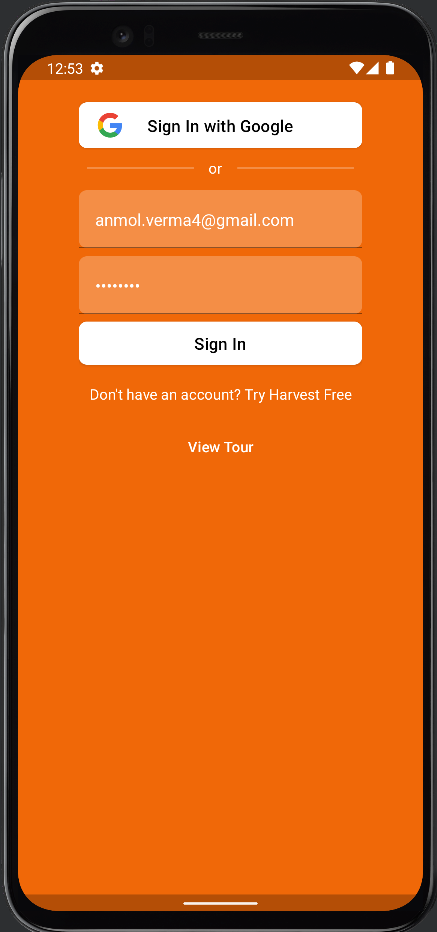 12:53
Sign In with Google
or
anmol.verma4@gmail.com
••••••••
Sign In
Don't have an account? Try Harvest Free
View Tour